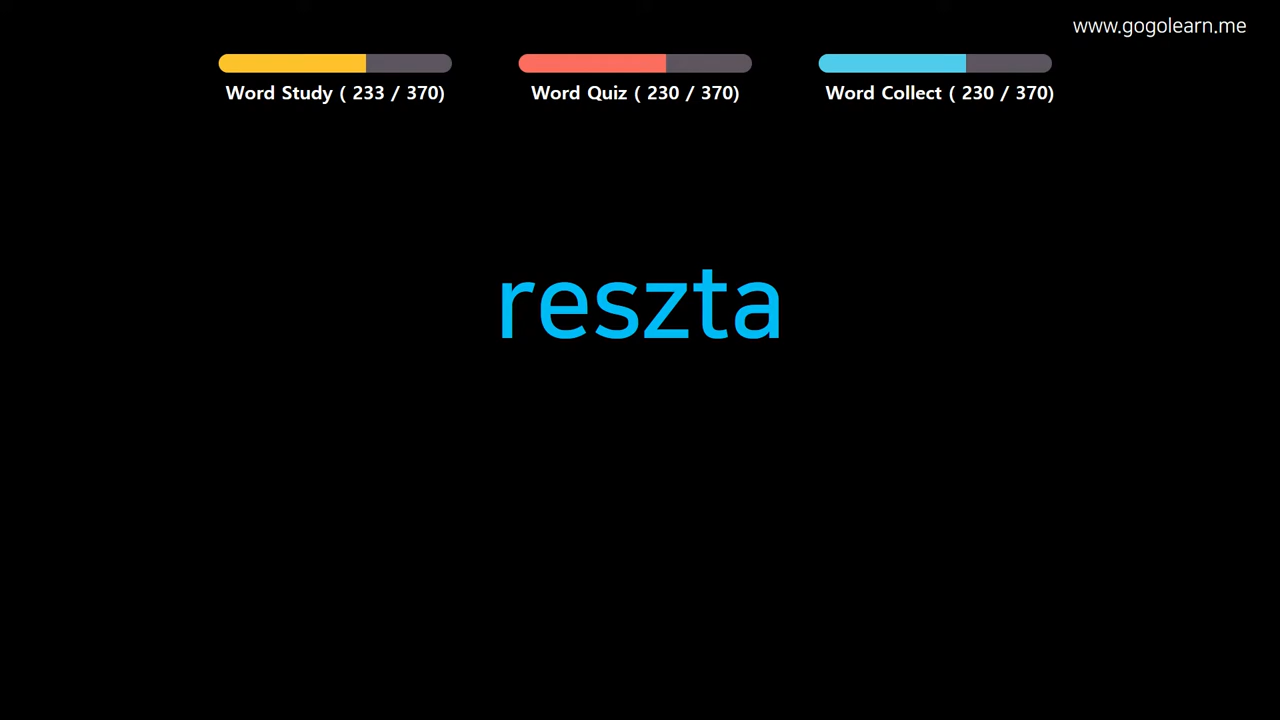 www.gogolearn.me
Word Study ( 233 / 370)
Word Quiz ( 230 / 370)
Word Collect ( 230 / 370)
reszta